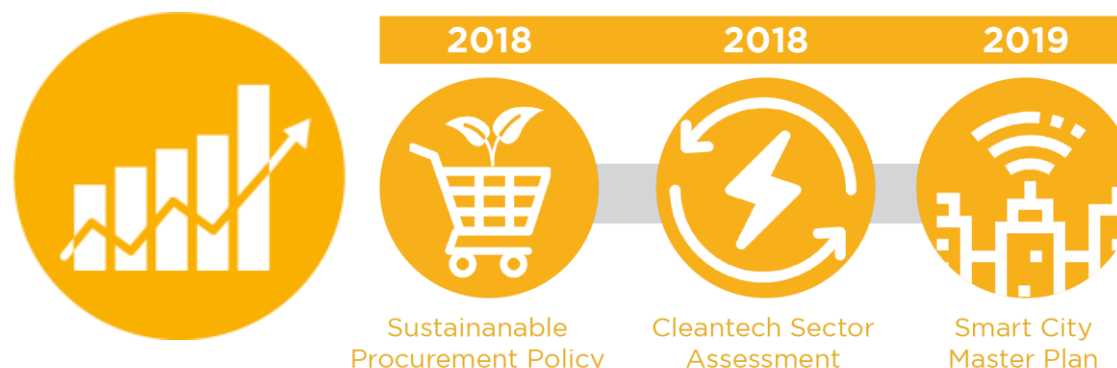 2018
2018
2019
Sustainanable
Procurement Policy
Cleantech Sector
Assessment
Smart City
Master Plan